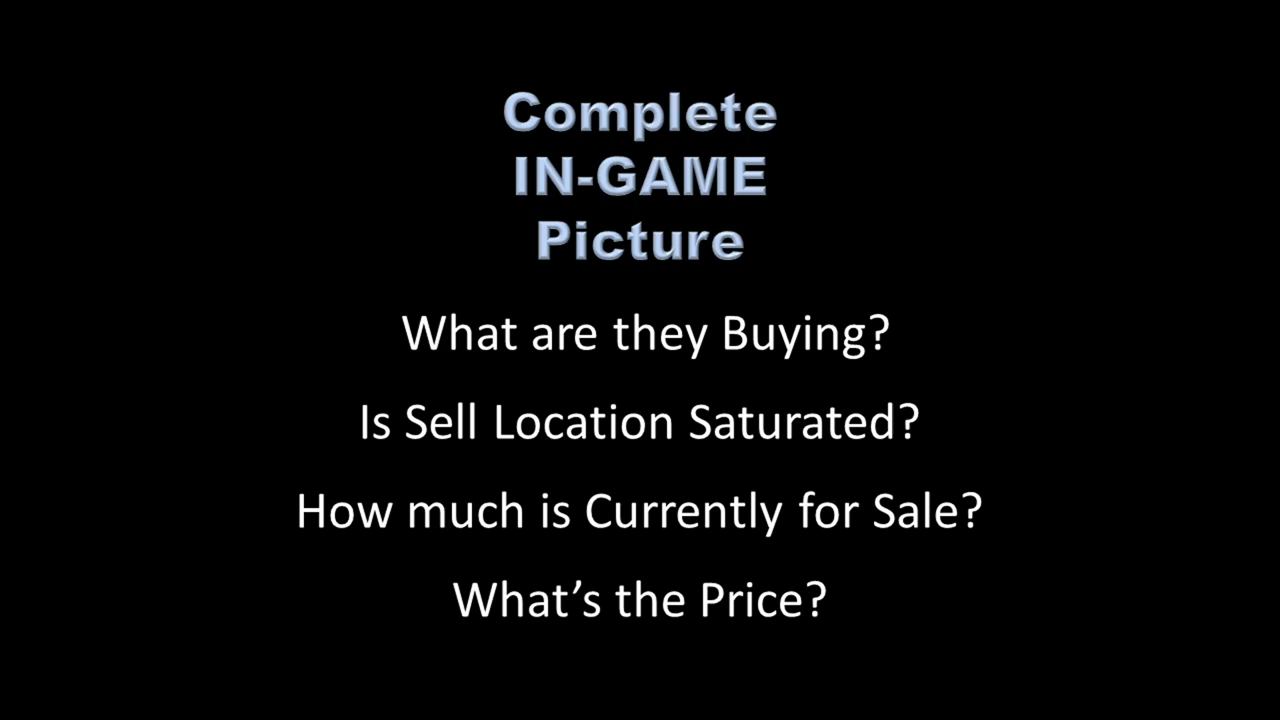 Complete
IN-GAME
Picture
What are they Buying?
Is Sell Location Saturated?
How much is Currently for Sale?
What’s the Price?